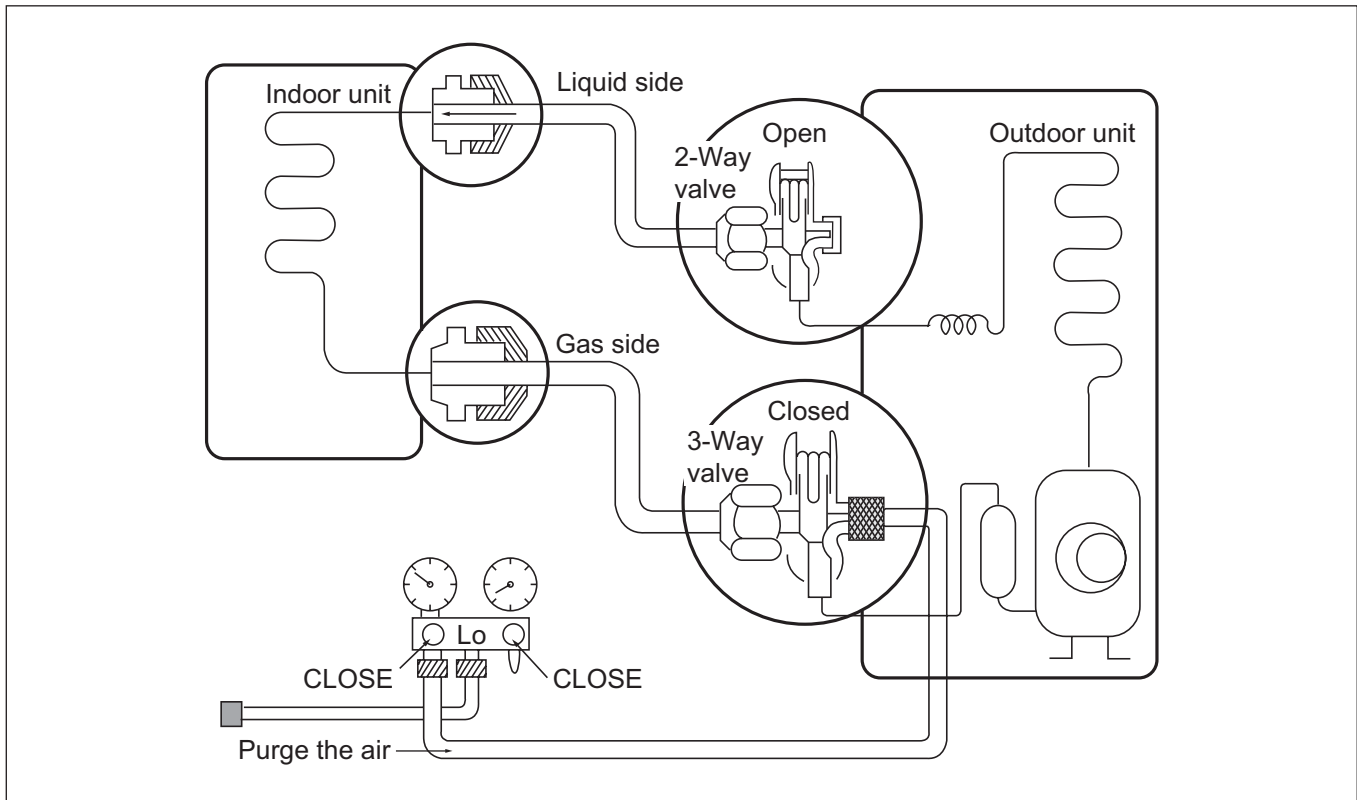 Indoor unit
Liquid side
Open
2-Way
valve
Outdoor unit
Gas side
Closed
3-Way
valve
Lo
CLOSE
CLOSE
Purge the air